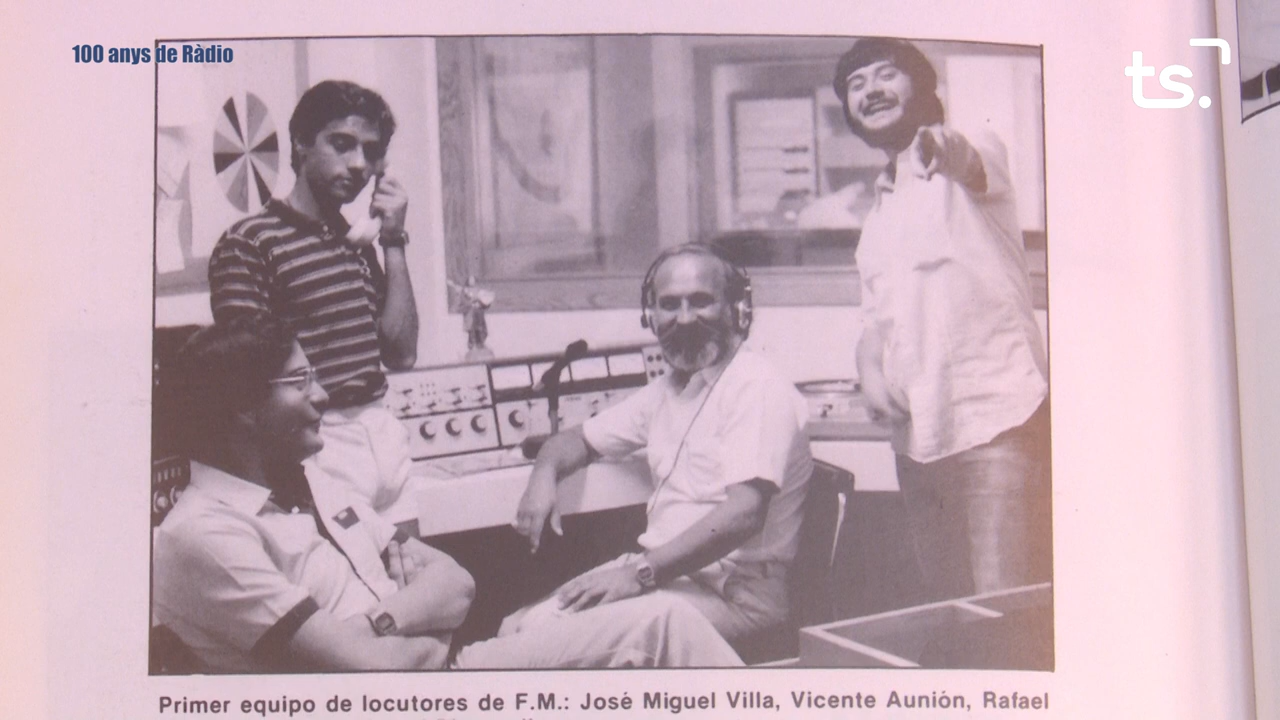 100 anys de Ràdio
ts.
Primer equipo de locutores de F.M.: José Miguel Villa, Vicente Aunión, Rafael